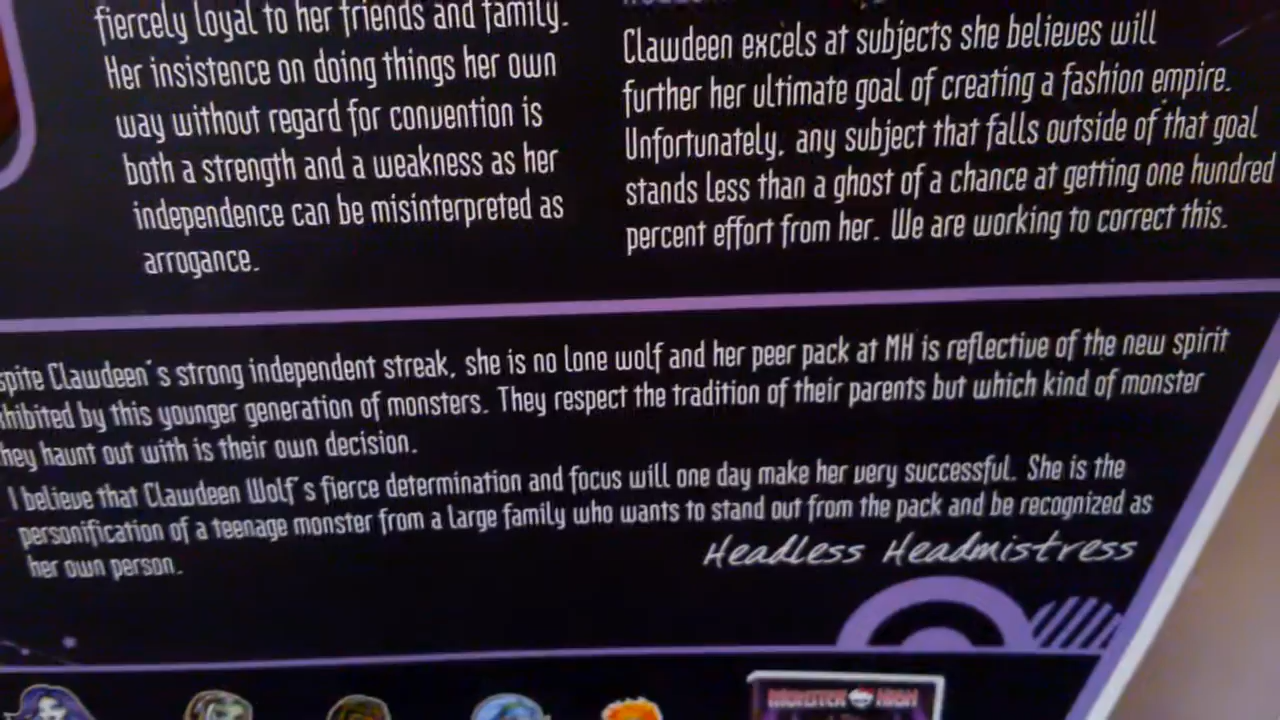 fiercely loyal to her friends and family.
Her insistence on doing things her own
way without regard for convention is
both a strength and a weakness as her
independence can be misinterpreted as
arrogance.
Clawdeen excels at subjects she believes will
further her ultimate goal of creating a fashion empire.
Unfortunately, any subject that falls outside of that goal
stands less than a ghost of a chance at getting one hundred
percent effort from her. We are working to correct this.
spite Clawdeen's strong independent streak, she is no lone wolf and her peer pack at MH is reflective of the new spirit
hibited by this younger generation of monsters. They respect the tradition of their parents but which kind of monster
hey haunt out with is their own decision.
I believe that Clawdeen Wolf's fierce determination and focus will one day make her very successful. She is the
personification of a teenage monster from a large family who wants to stand out from the pack and be recognized as
her own person.
Headless Headmistress
MONSTER HIGH